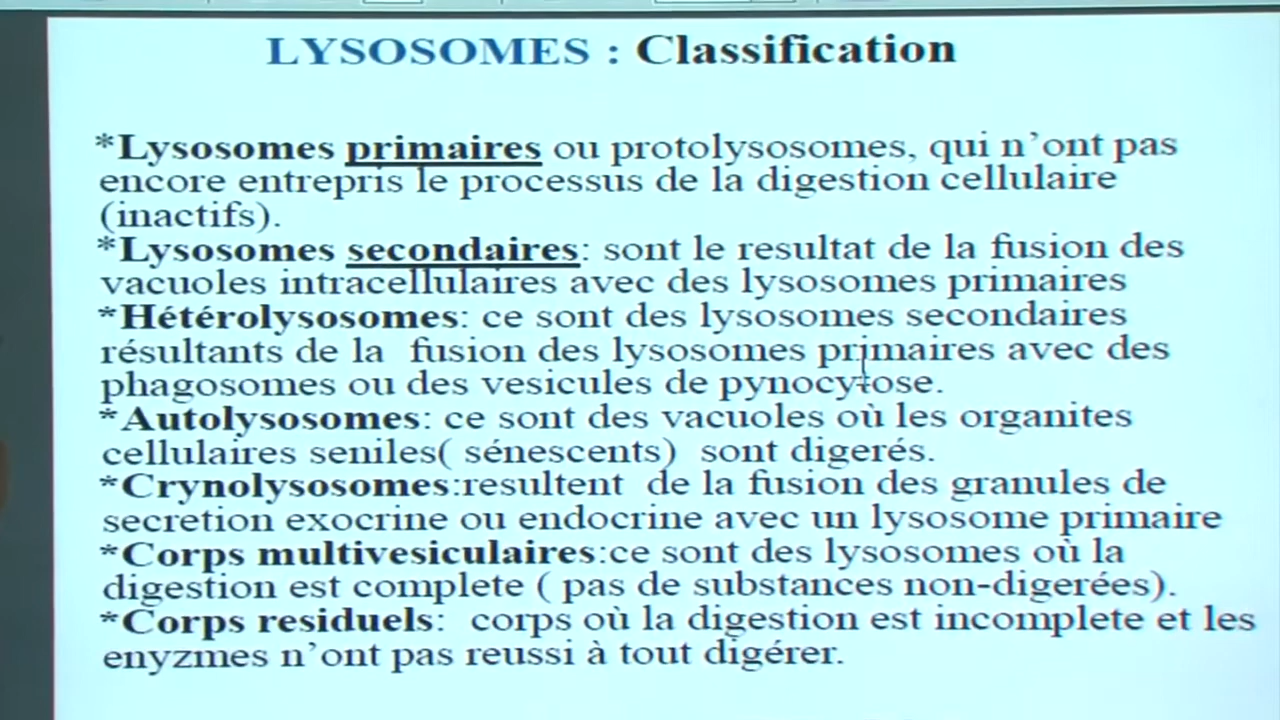 LYSOSOMES : Classification
*Lysosomes primaires ou protolysosomes, qui n’ont pas
encore entrepris le processus de la digestion cellulaire
(inactifs).
*Lysosomes secondaires: sont le resultat de la fusion des
vacuoles intracellulaires avec des lysosomes primaires
*Hétérolysosomes: ce sont des lysosomes secondaires
résultants de la fusion des lysosomes primaires avec des
phagosomes ou des vesicules de pynocytose.
*Autolysosomes: ce sont des vacuoles où les organites
cellulaires seniles( sénescents) sont digerés.
*Crynolysosomes:resultent de la fusion des granules de
secretion exocrine ou endocrine avec un lysosome primaire
*Corps multivesiculaires:ce sont des lysosomes où la
digestion est complete ( pas de substances non-digerées).
*Corps residuels: corps où la digestion est incomplete et les
enyzmes n’ont pas reussi à tout digérer.